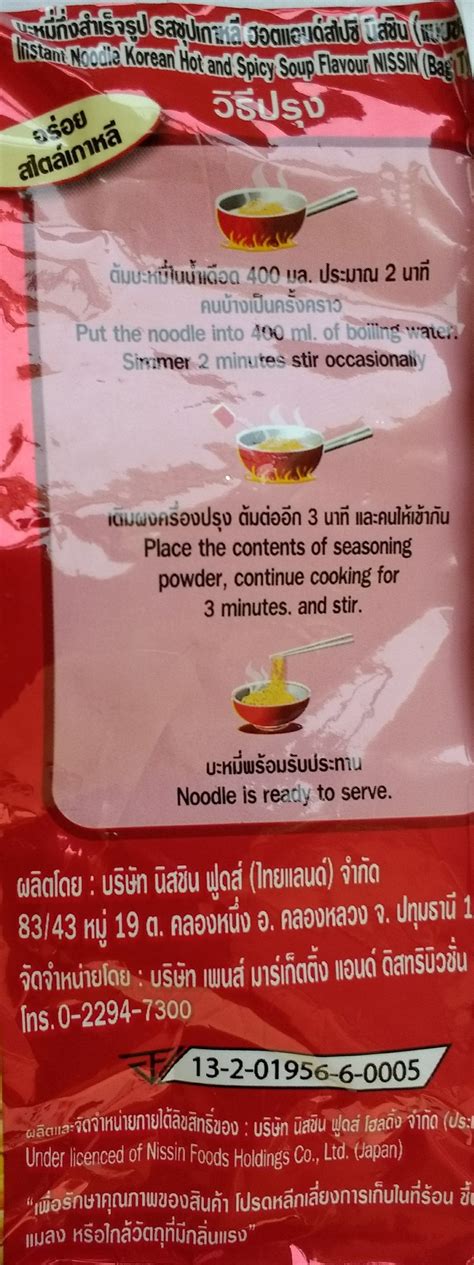 บะหมี่กึ่งสำเร็จรูป รสซุปเกาหลี ฮอตแอนด์สไปซี่ นิสชิน
Instant Noodle Korean Hot and Spicy Soup Flavour NISSIN (Bag
อร่อย
สไตล์เกาหลี
วิธีปรุง
ต้มบะหมี่ในน้ำเดือด 400 มล. ประมาณ 2 นาที
คนบ้างเป็นครั้งคราว
Put the noodle into 400 ml. of boiling water.
Simmer 2 minutes stir occasionally
เติมผงเครื่องปรุง ต้มต่ออีก 3 นาที และคนให้เข้ากัน
Place the contents of seasoning
powder, continue cooking for
3 minutes. and stir.
บะหมี่พร้อมรับประทาน
Noodle is ready to serve.
ผลิตโดย : บริษัท นิสชิน ฟูดส์ (ไทยแลนด์) จำกัด
83/43 หมู่ 19 ต. คลองหนึ่ง อ. คลองหลวง จ. ปทุมธานี 1
จัดจำหน่ายโดย : บริษัท เพนส์ มาร์เก็ตติ้ง แอนด์ ดิสทริบิวชั่น
โทร. 0-2294-7300
13-2-01956-6-0005
ผลิตและจัดจำหน่ายภายใต้ลิขสิทธิ์ของ : บริษัท นิสชิน ฟูดส์ โฮลดิ้ง จำกัด
Under licenced of Nissin Foods Holdings Co., Ltd. (Japan)
"เพื่อรักษาคุณภาพของสินค้า โปรดหลีกเลี่ยงการเก็บในที่ร้อน
แมลง หรือใกล้วัตถุที่มีกลิ่นแรง"